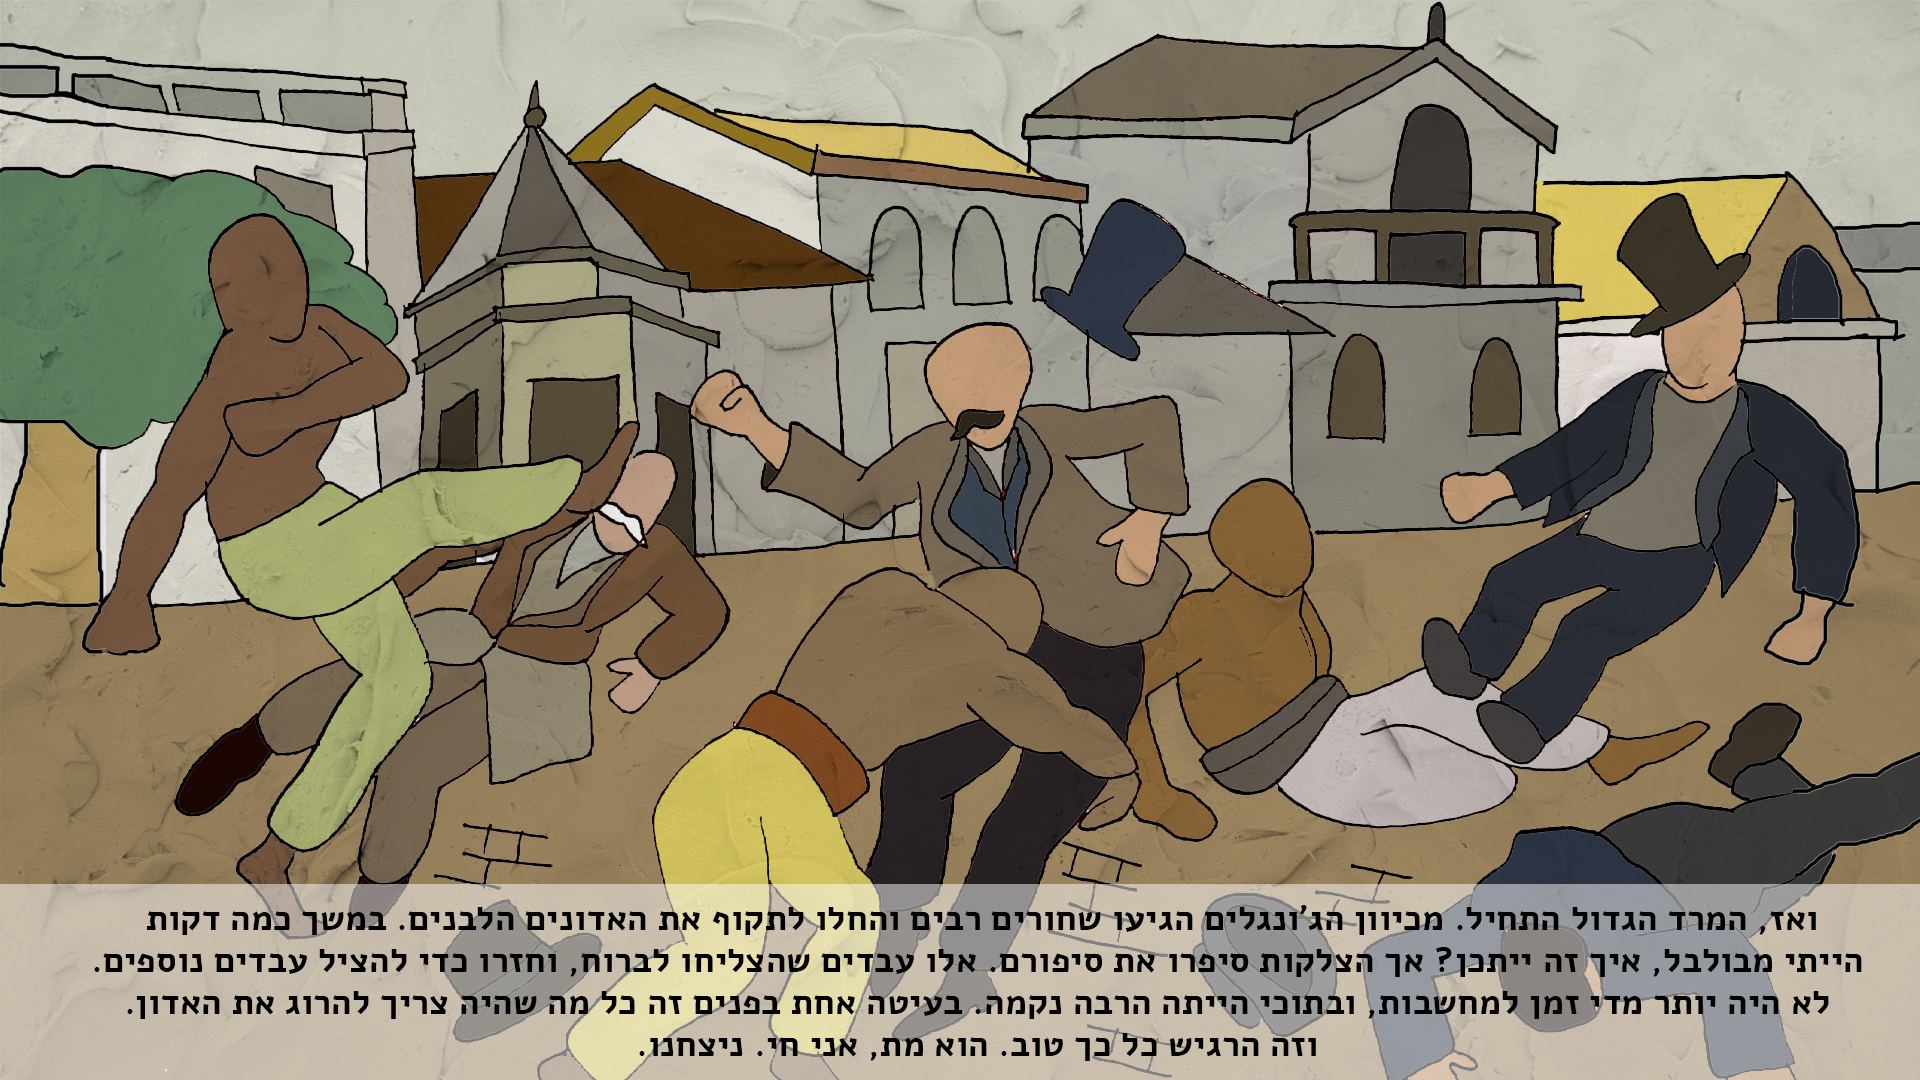 ואז, המרד הגדול התחיל. מכיוון הג'ונגלים הגיעו שחורים רבים והחלו לתקוף את האדונים הלבנים. במשך כמה דקות
הייתי מבולבל, איך זה ייתכן? אך הצלקות סיפרו את סיפורם. אלו עבדים שהצליחו לברוח, וחזרו כדי להציל עבדים נוספים.
לא היה יותר מדי זמן למחשבות, ובתוכי הייתה הרבה נקמה. בעיטה אחת בפנים זה כל מה שהיה צריך להרוג את האדון.
וזה הרגיש כל כך טוב. הוא מת, אני חי. ניצחנו.